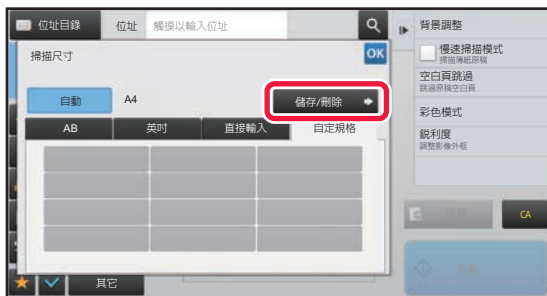 位址目錄
位址
觸摸以輸入位址
背景調整
掃描尺寸
OK
慢速掃描模式
掃描薄紙原稿
空白頁跳過
跳過原稿空白頁
自動
A4
儲存/刪除
彩色模式
AB
英吋
直接輸入
自定規格
銳利度
調整影像外框
CA
其它